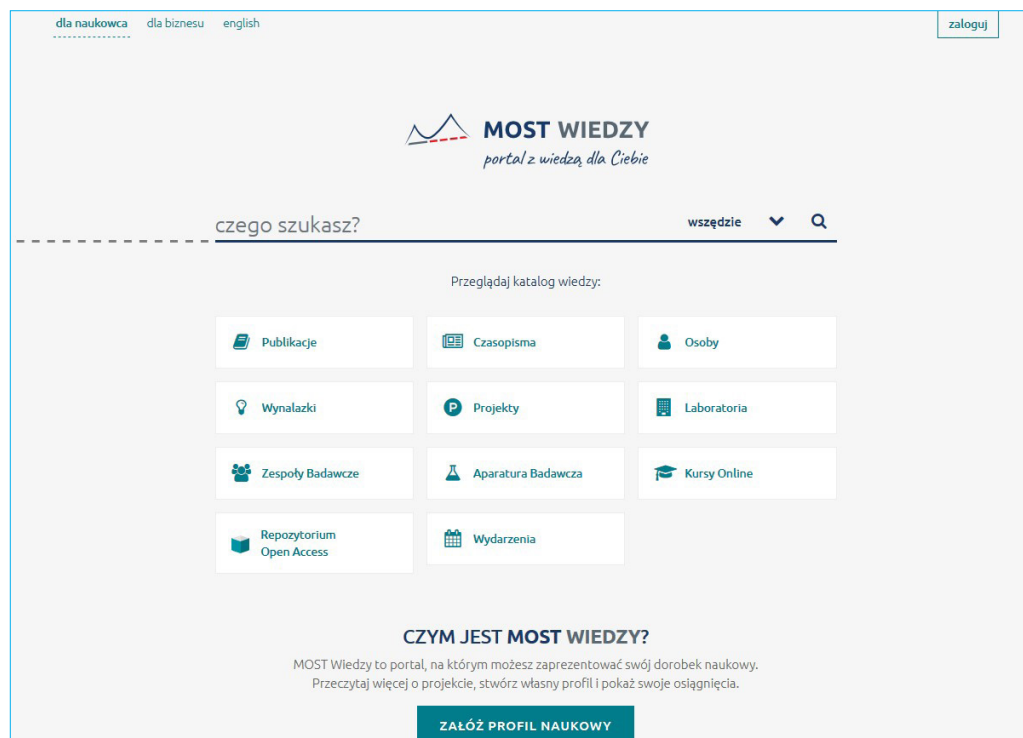 dla naukowca dla biznesu english zaloguj
MOST WIEDZY
portal z wiedzą dla Ciebie
czego szukasz? wszędzie
Przeglądaj katalog wiedzy:
Publikacje Czasopisma Osoby
Wynalazki Projekty Laboratoria
Zespoły Badawcze Aparatura Badawcza Kursy Online
Repozytorium
Open Access
Wydarzenia
CZYM JEST MOST WIEDZY?
MOST Wiedzy to portal, na którym możesz zaprezentować swój dorobek naukowy.
Przeczytaj więcej o projekcie, stwórz własny profil i pokaż swoje osiągnięcia.
ZAŁÓŻ PROFIL NAUKOWY